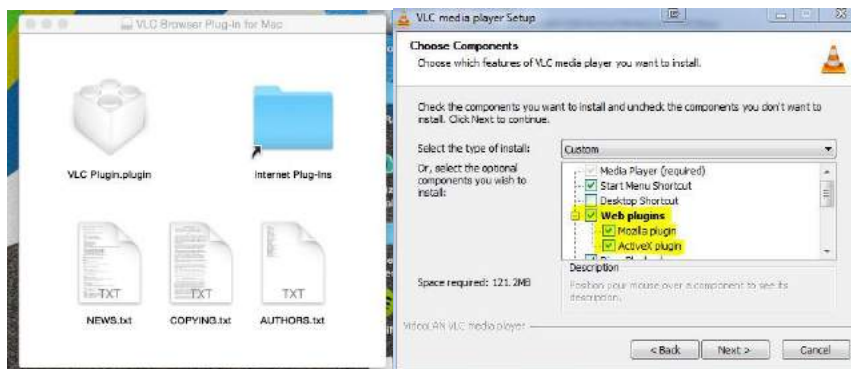 VLC Browser Plug-in for Mac
VLC Plugin.plugin
Internet Plug-Ins
TXT
TXT
TXT
NEWS.txt
COPYING.txt
AUTHORS.txt
VLC media player Setup
Choose Components
Choose which features of VLC media player you want to install.
Check the components you want to install and uncheck the components you don't want to
install. Click Next to continue.
Select the type of install:
Custom
Or, select the optional
components you wish to
install:
Media Player (required)
Start Menu Shortcut
Desktop Shortcut
Web plugins
Mozilla plugin
ActiveX plugin
Space required: 121.2MB
Description
Position your mouse over a component to see its
description.
VideoLAN VLC media player
< Back
Next >
Cancel